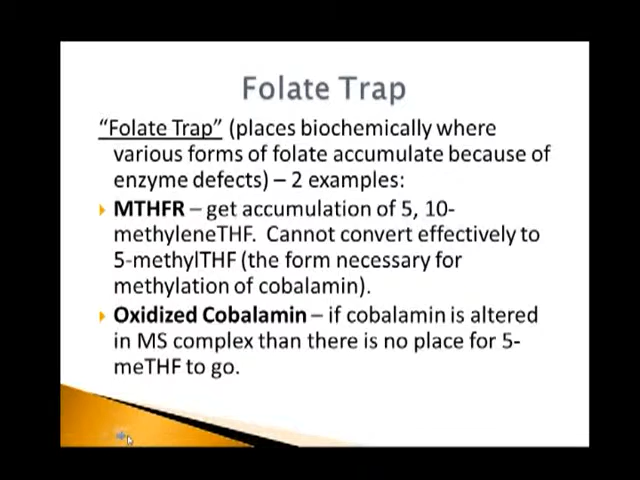 Folate Trap
"Folate Trap" (places biochemically where
various forms of folate accumulate because of
enzyme defects) – 2 examples:
MTHFR – get accumulation of 5, 10-
methyleneTHF. Cannot convert effectively to
5-methylTHF (the form necessary for
methylation of cobalamin).
Oxidized Cobalamin – if cobalamin is altered
in MS complex than there is no place for 5-
meTHF to go.